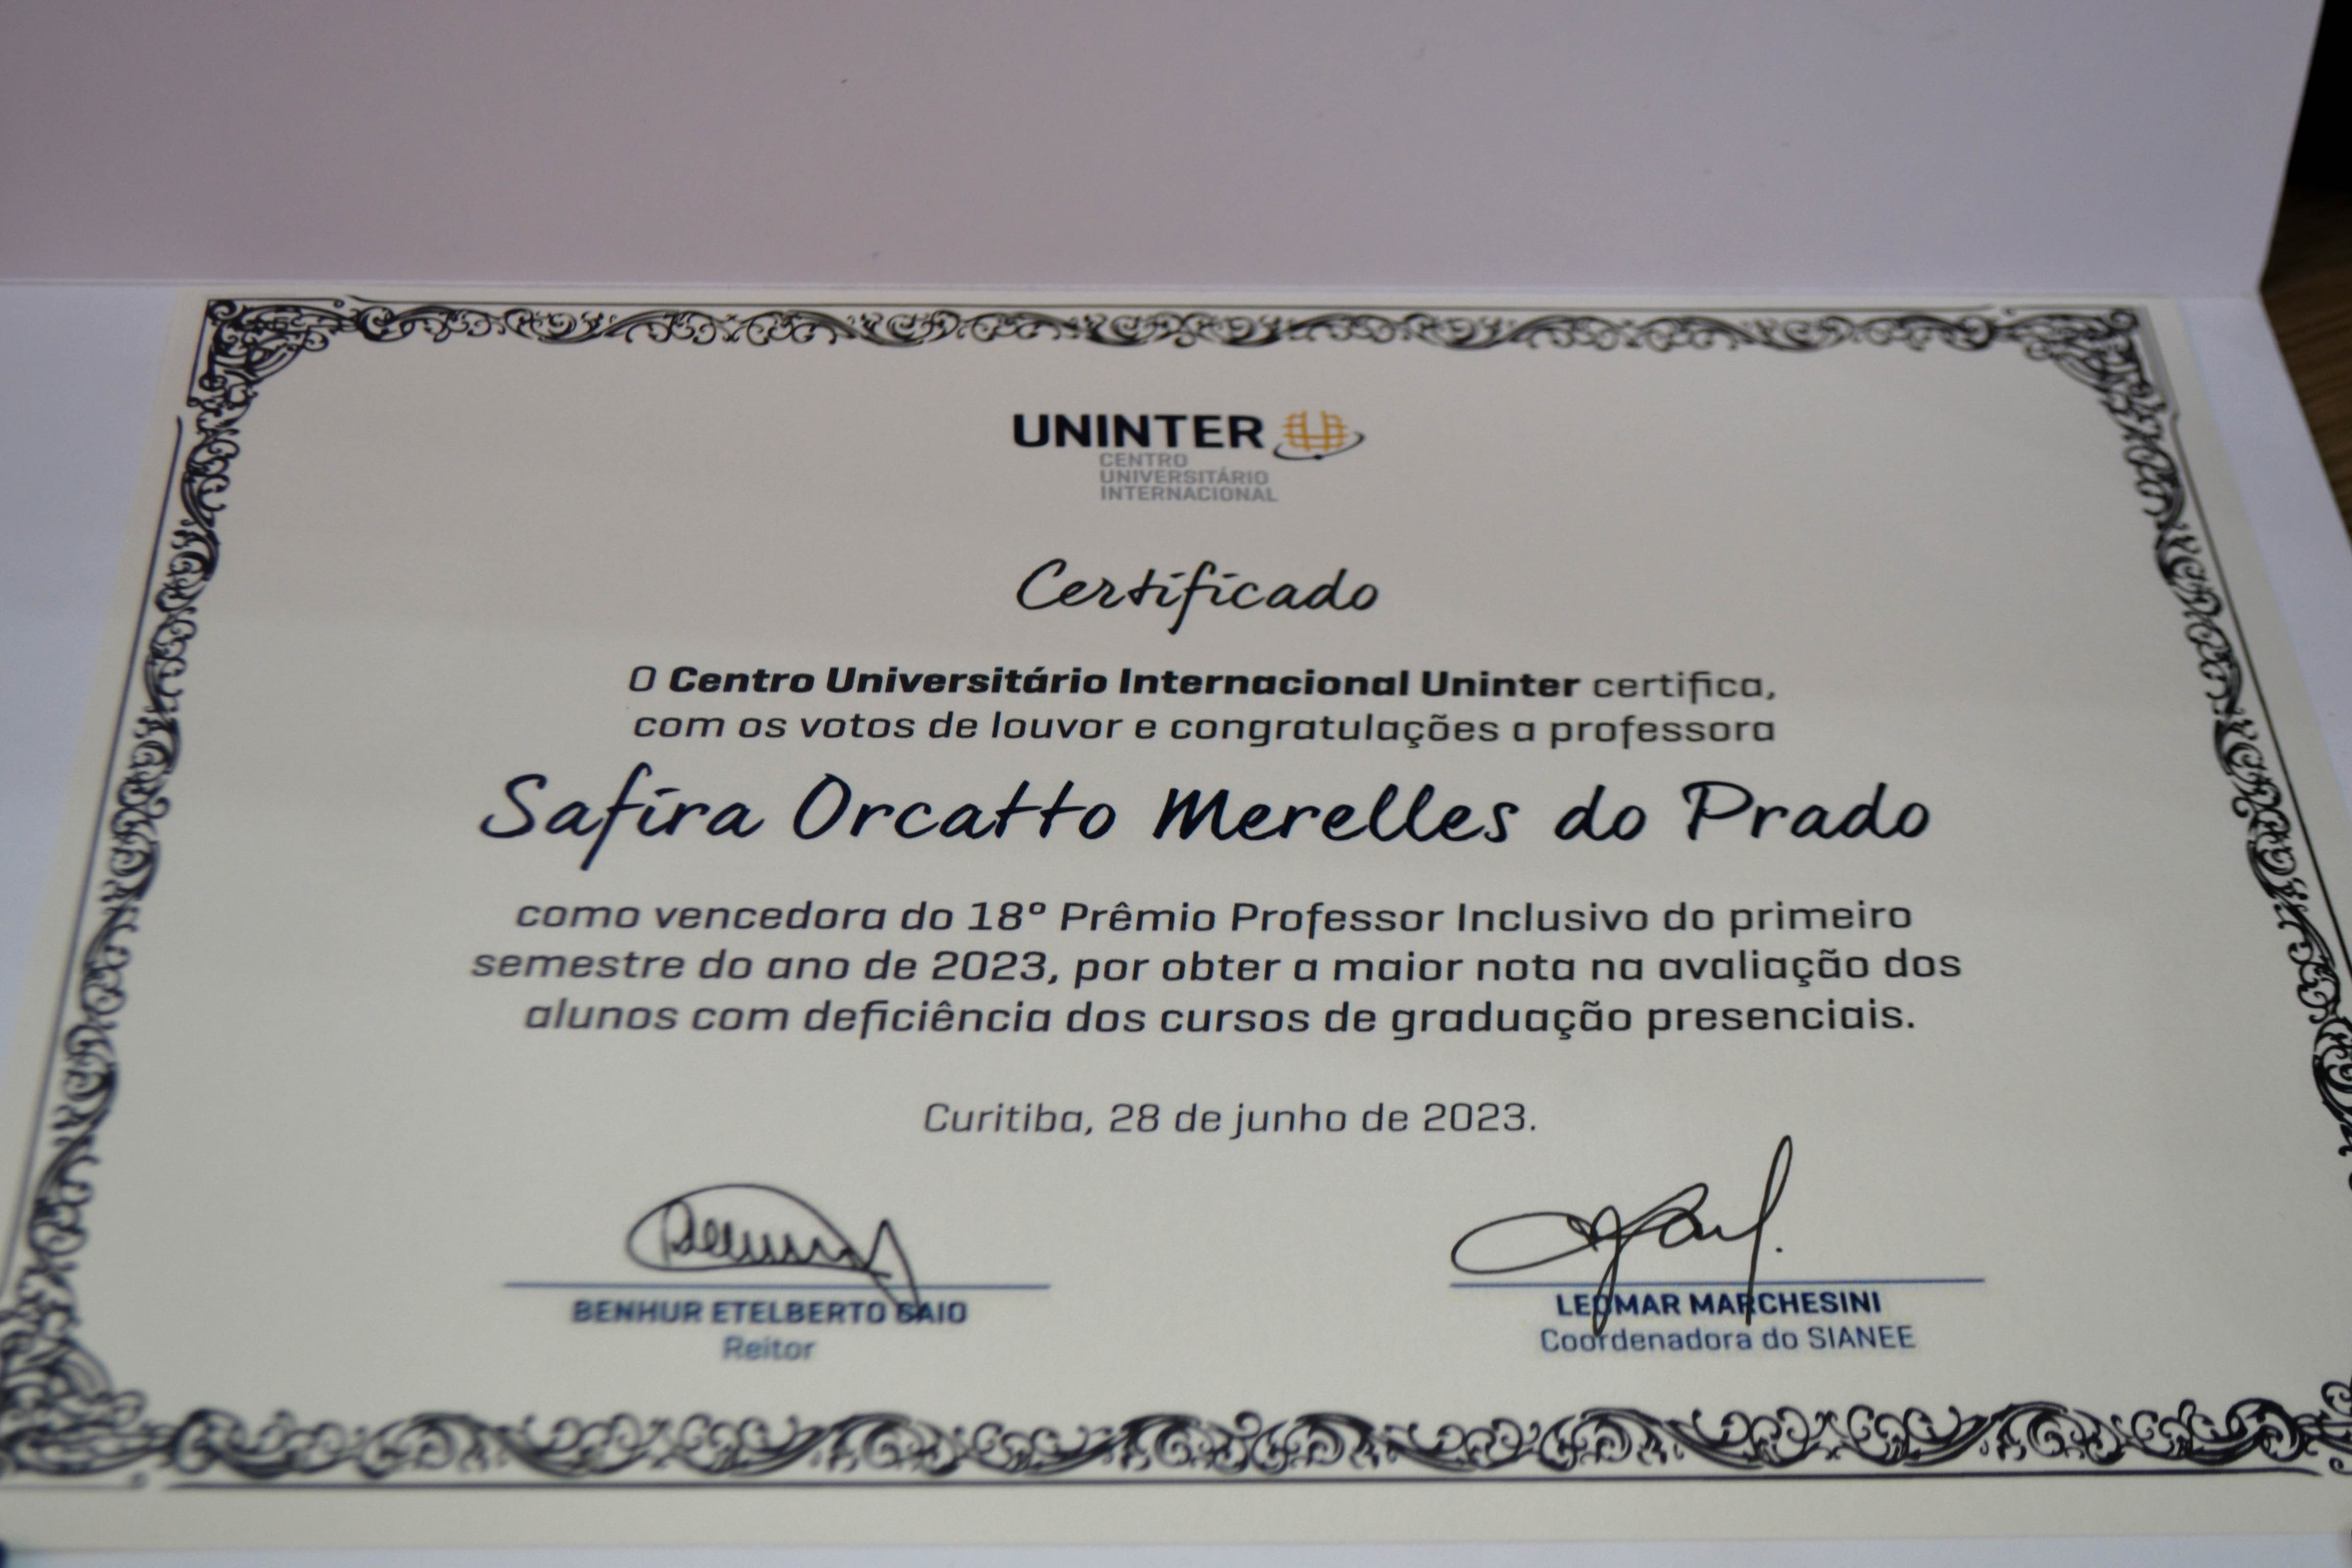 UNINTER
CENTRO
UNIVERSITÁRIO
INTERNACIONAL
Certificado
O Centro Universitário Internacional Uninter certifica,
com os votos de louvor e congratulações a professora
Safira Orcatto Merelles do Prado
como vencedora do 18º Prêmio Professor Inclusivo do primeiro
semestre do ano de 2023, por obter a maior nota na avaliação dos
alunos com deficiência dos cursos de graduação presenciais.
Curitiba, 28 de junho de 2023.
BENHUR ETELBERTO GAIO
Reitor
LEOMAR MARCHESINI
Coordenadora do SIANEE